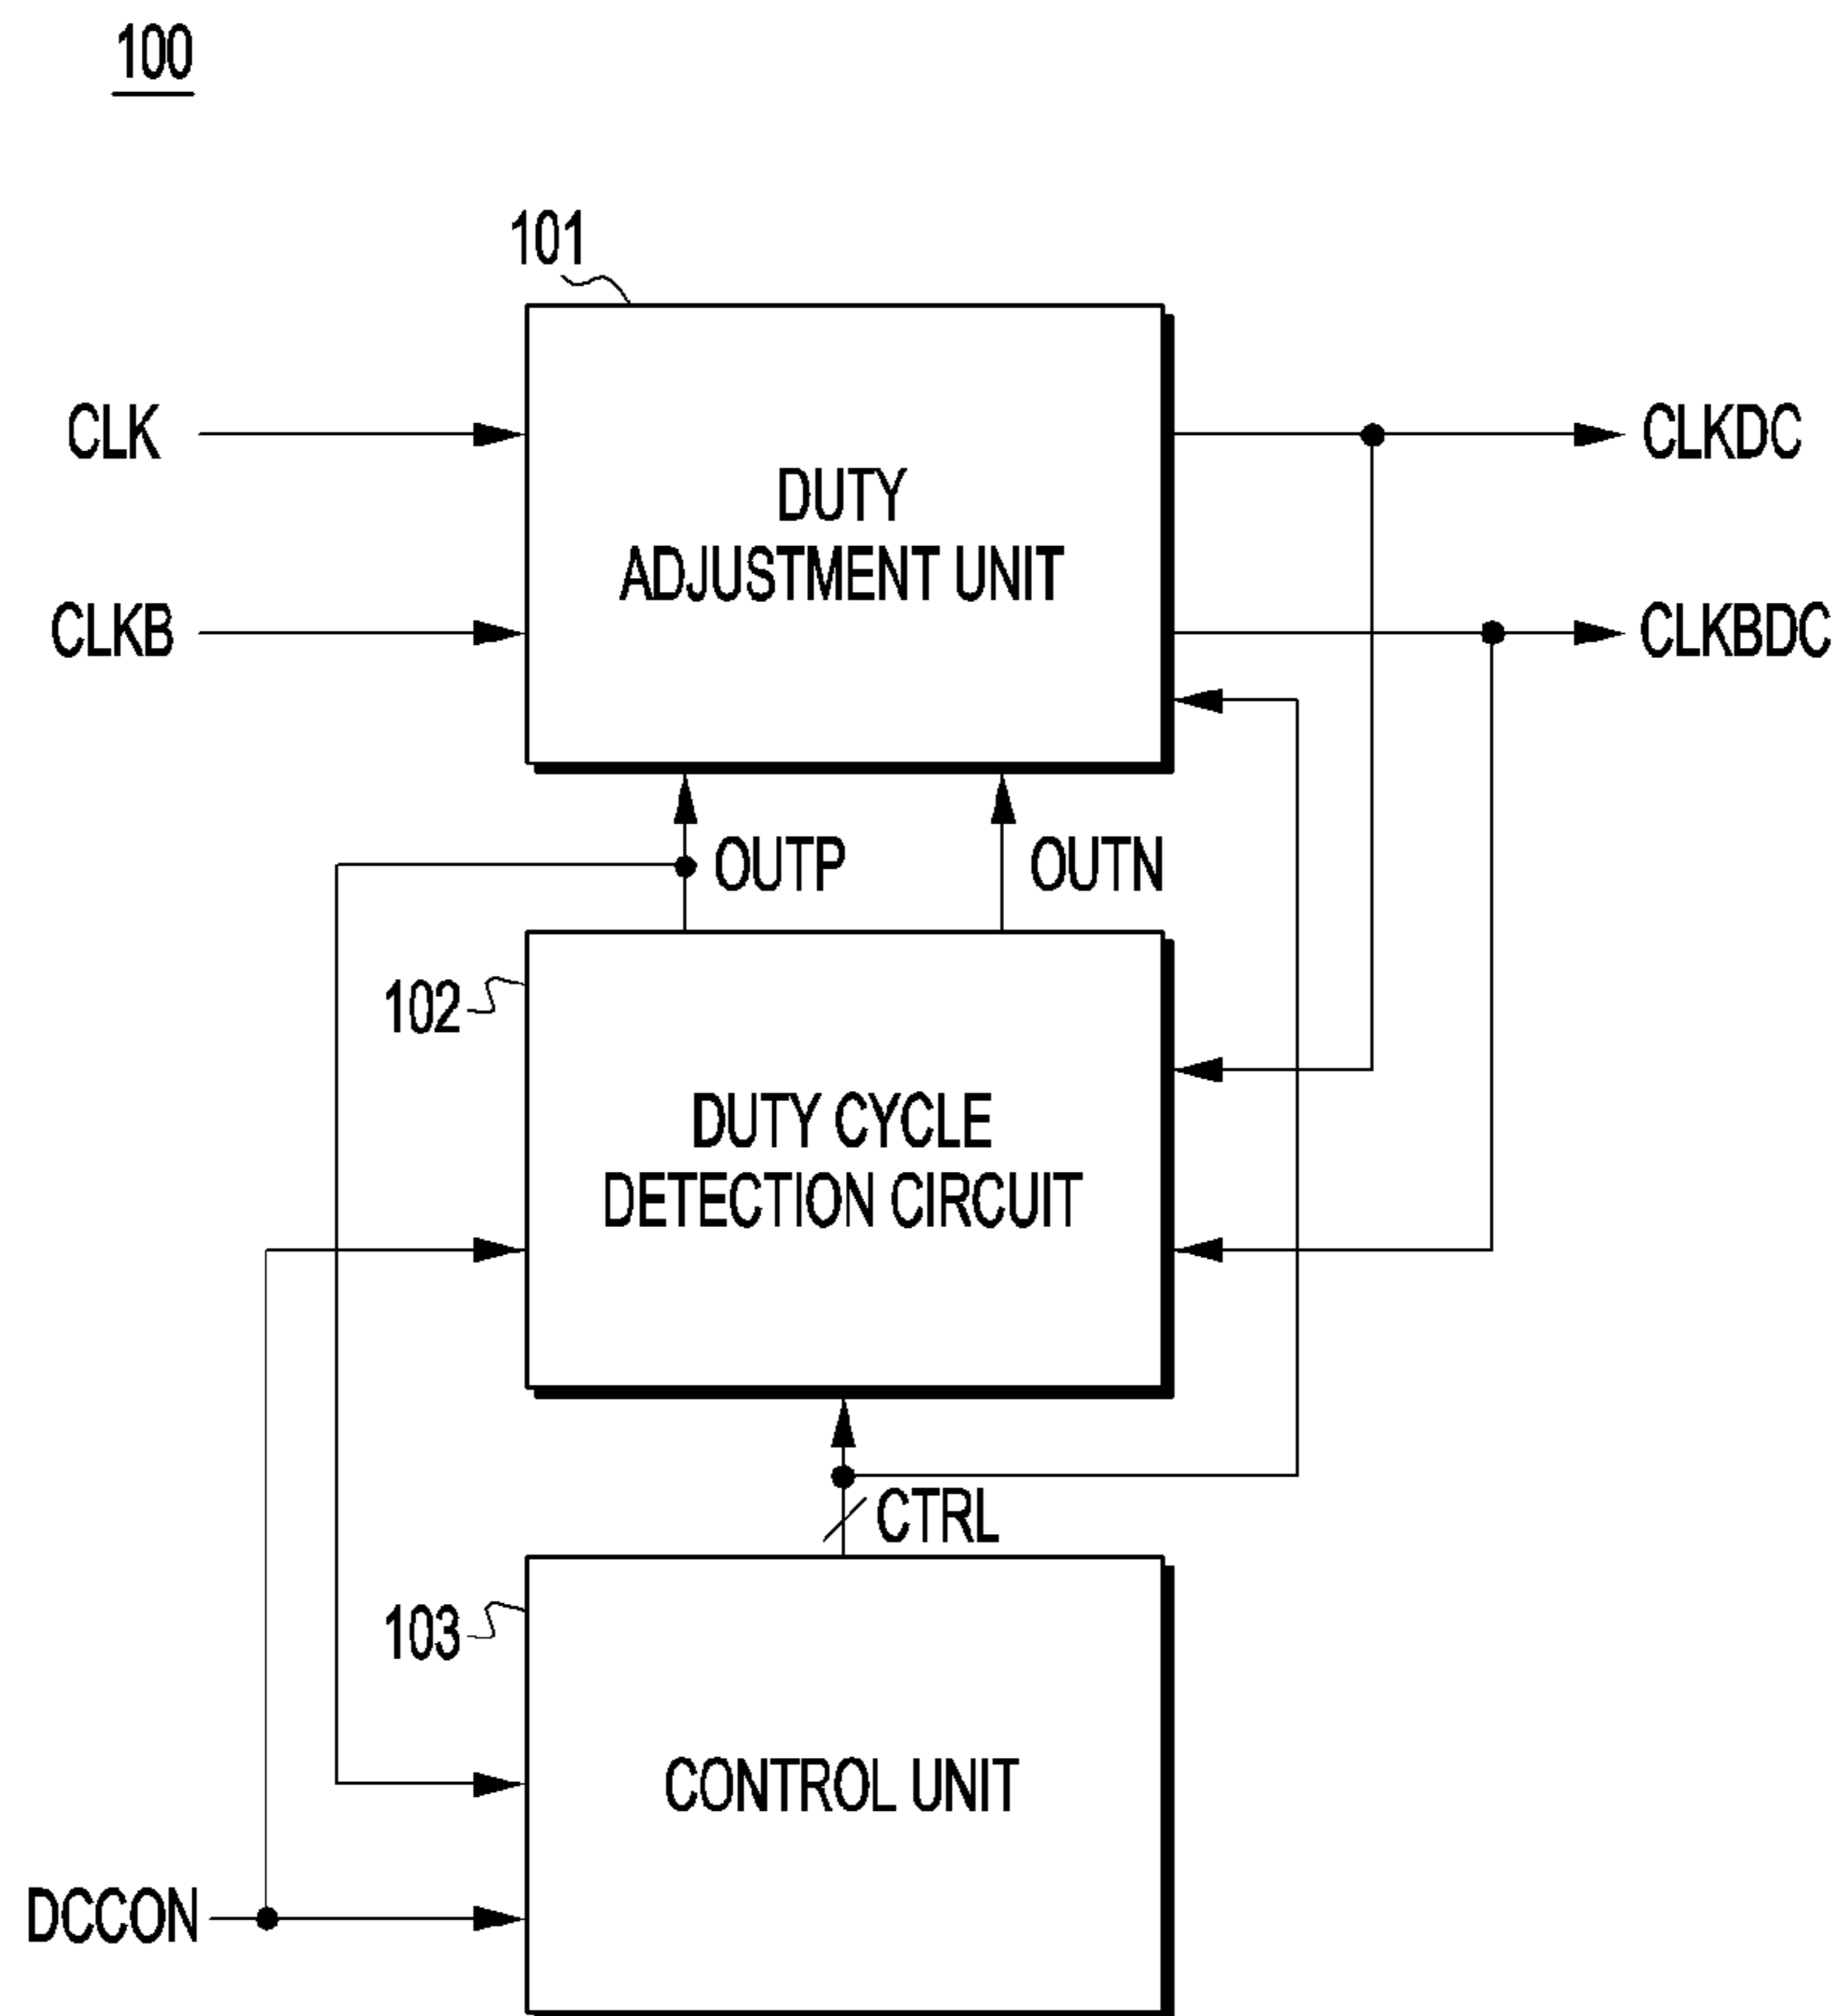 100
101
CLK
CLKDC
DUTY
ADJUSTMENT UNIT
CLKB
CLKBDC
OUTP
OUTN
102
DUTY CYCLE
DETECTION CIRCUIT
CTRL
103
CONTROL UNIT
DCCON